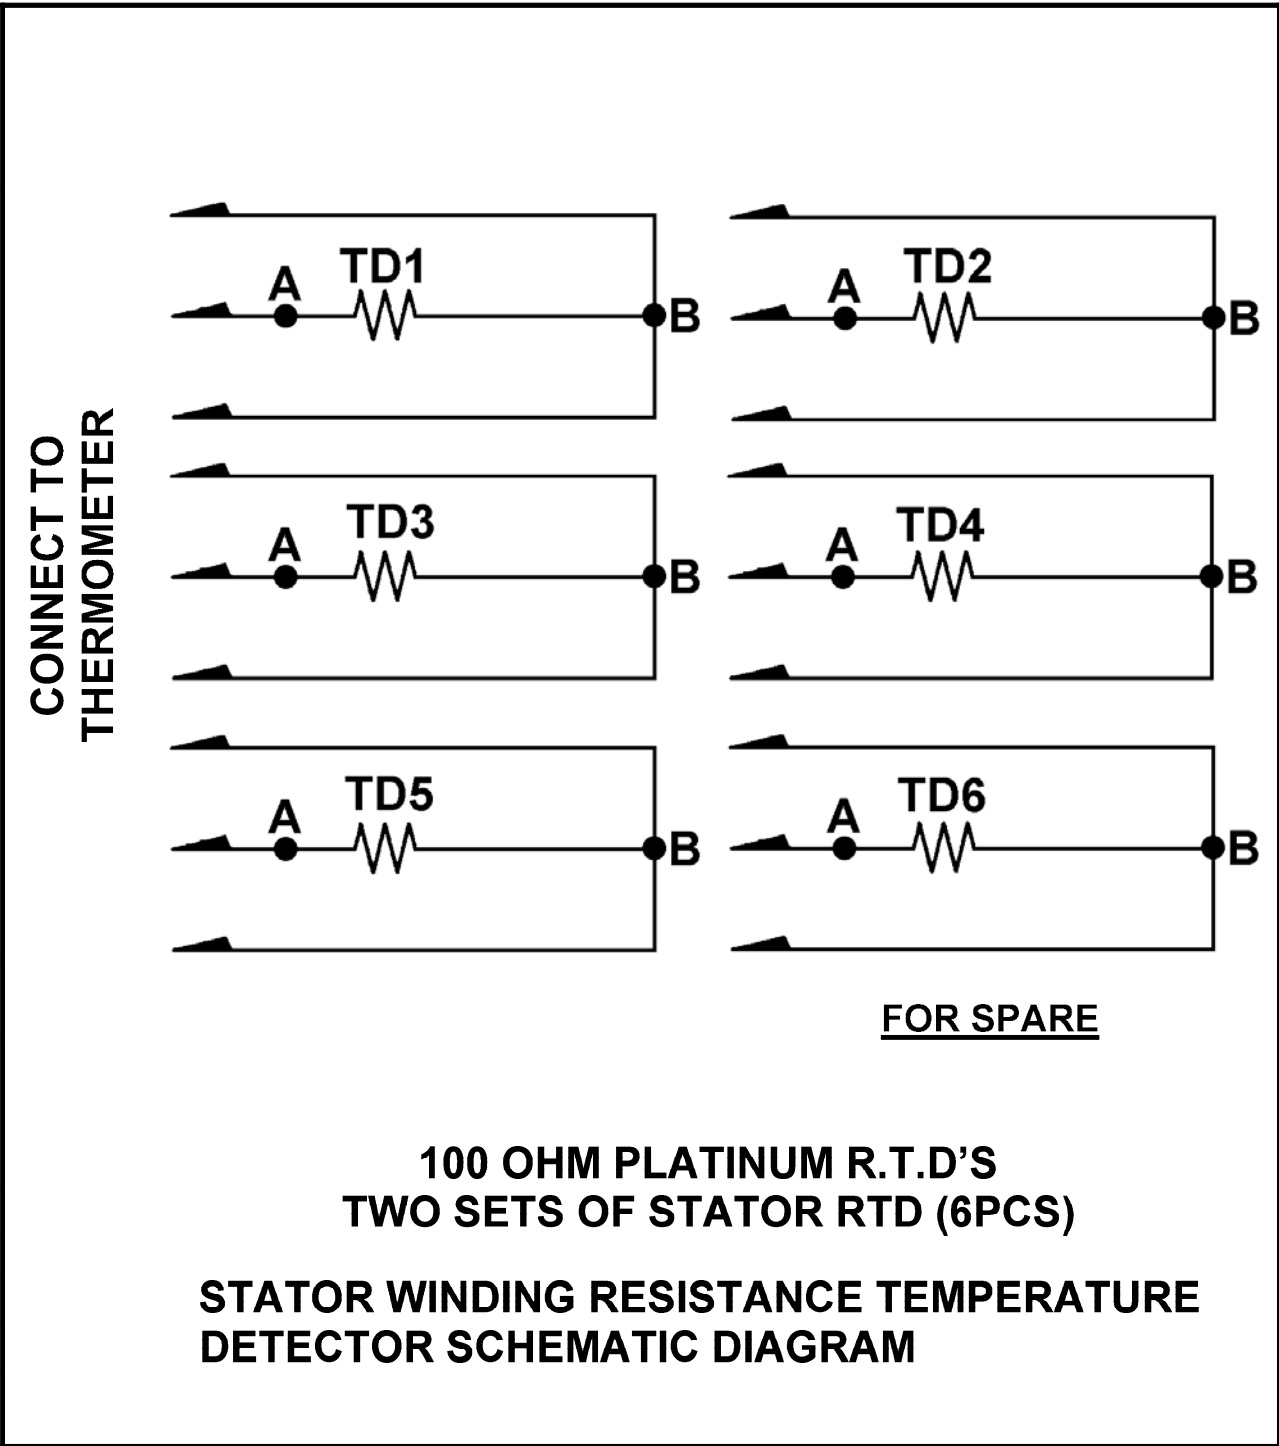 CONNECT TO
THERMOMETER
TD1
A
B
TD2
A
B
TD3
A
B
TD4
A
B
TD5
A
B
TD6
A
B
FOR SPARE
100 OHM PLATINUM R.T.D’S
TWO SETS OF STATOR RTD (6PCS)
STATOR WINDING RESISTANCE TEMPERATURE
DETECTOR SCHEMATIC DIAGRAM